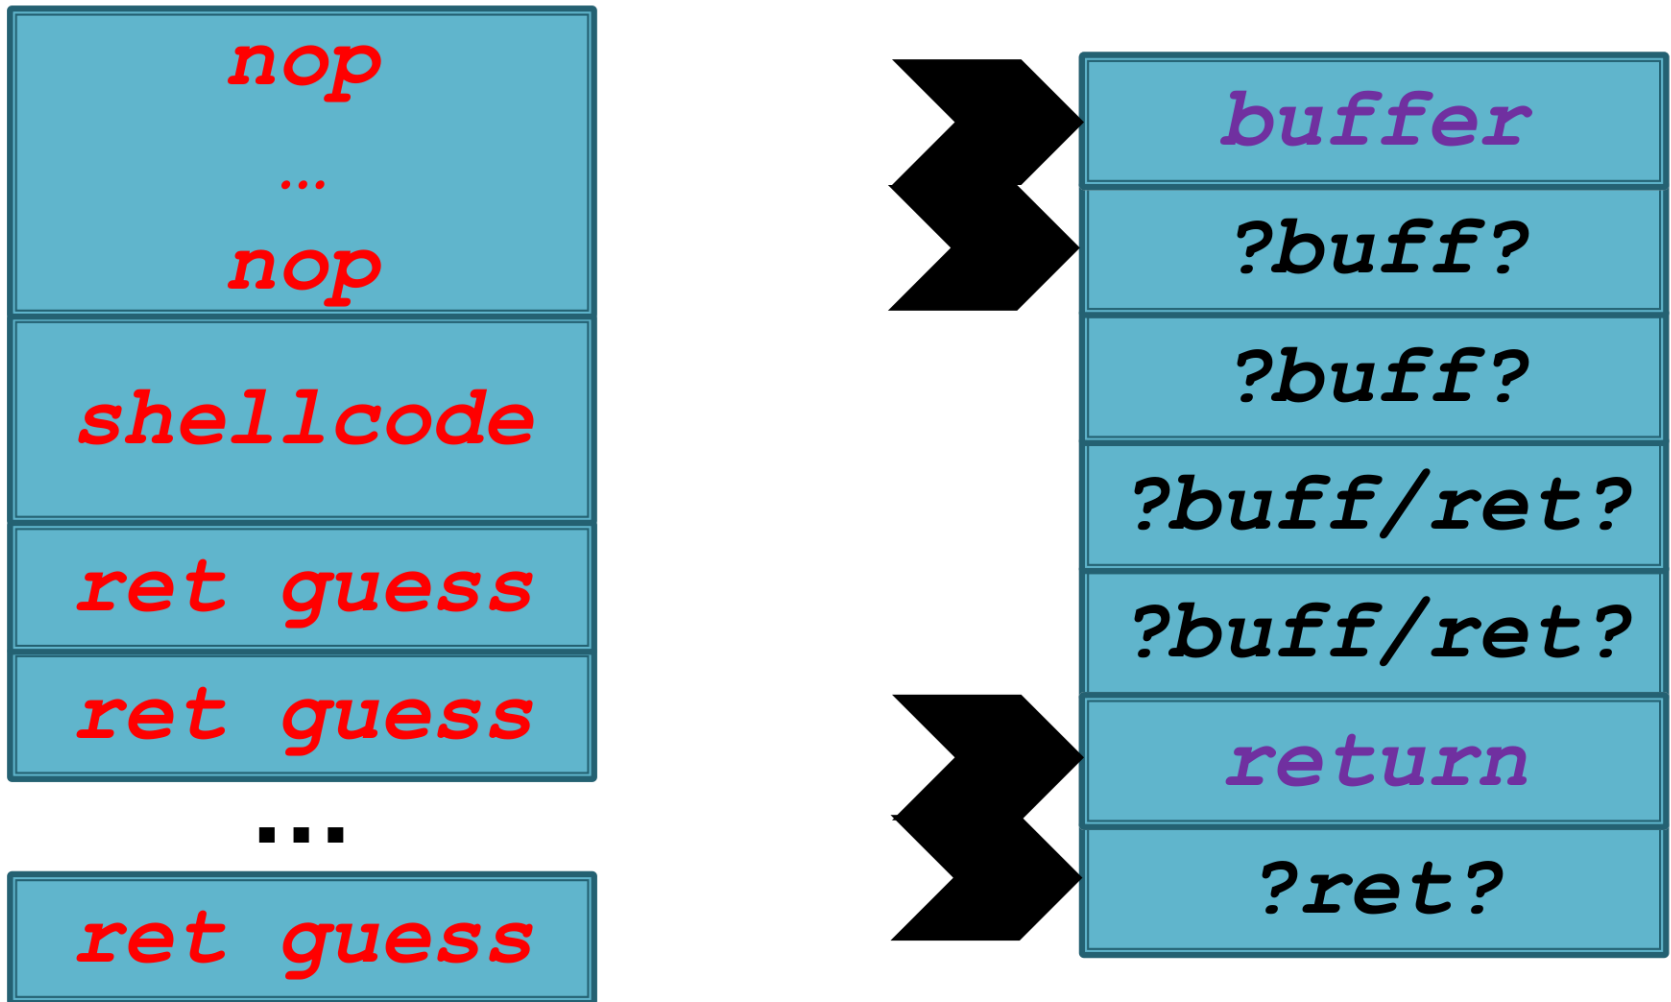 nop
...
nop
shellcode
ret guess
ret guess
...
ret guess
buffer
?buff?
?buff?
?buff/ret?
?buff/ret?
return
?ret?